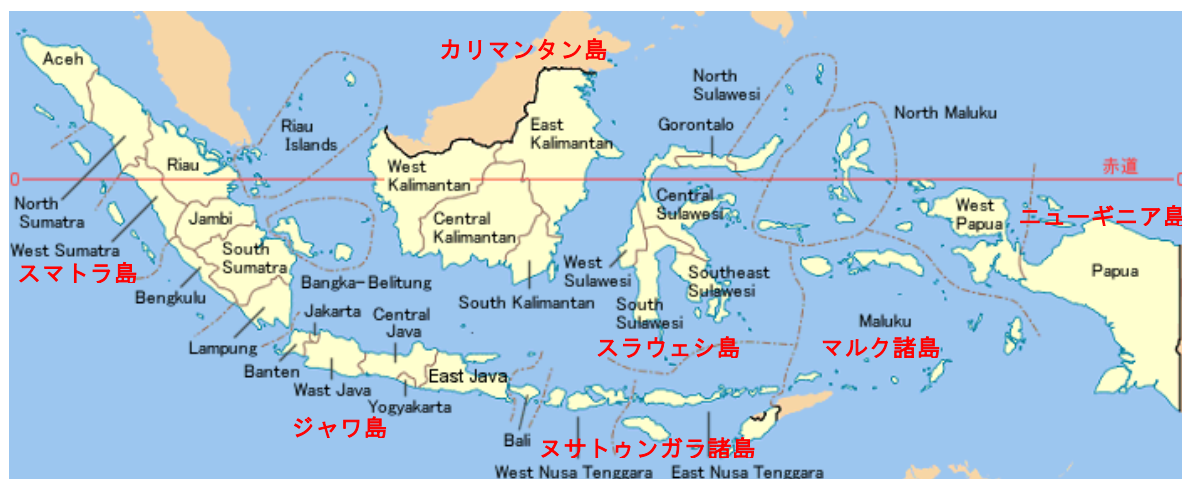 Aceh
カリマンタン島
North
Sulawesi
North Maluku
Riau
Islands
East
Kalimantan
Gorontalo
Riau
West
Kalimantan
赤道
0
0
North
Sumatra
Jambi
Central
Kalimantan
Central
Sulawesi
West
Papua
ニューギニア島
West Sumatra
South
Sumatra
スマトラ島
West
Sulawesi
Southeast
Sulawesi
Papua
Bengkulu
Bangka-Belitung
South Kalimantan
South
Sulawesi
Jakarta
Central
Java
Maluku
Lampung
スラウェシ島
マルク諸島
Banten
Wast Java
East Java
Yogyakarta
ジャワ島
Bali
ヌサトゥンガラ諸島
West Nusa Tenggara
East Nusa Tenggara